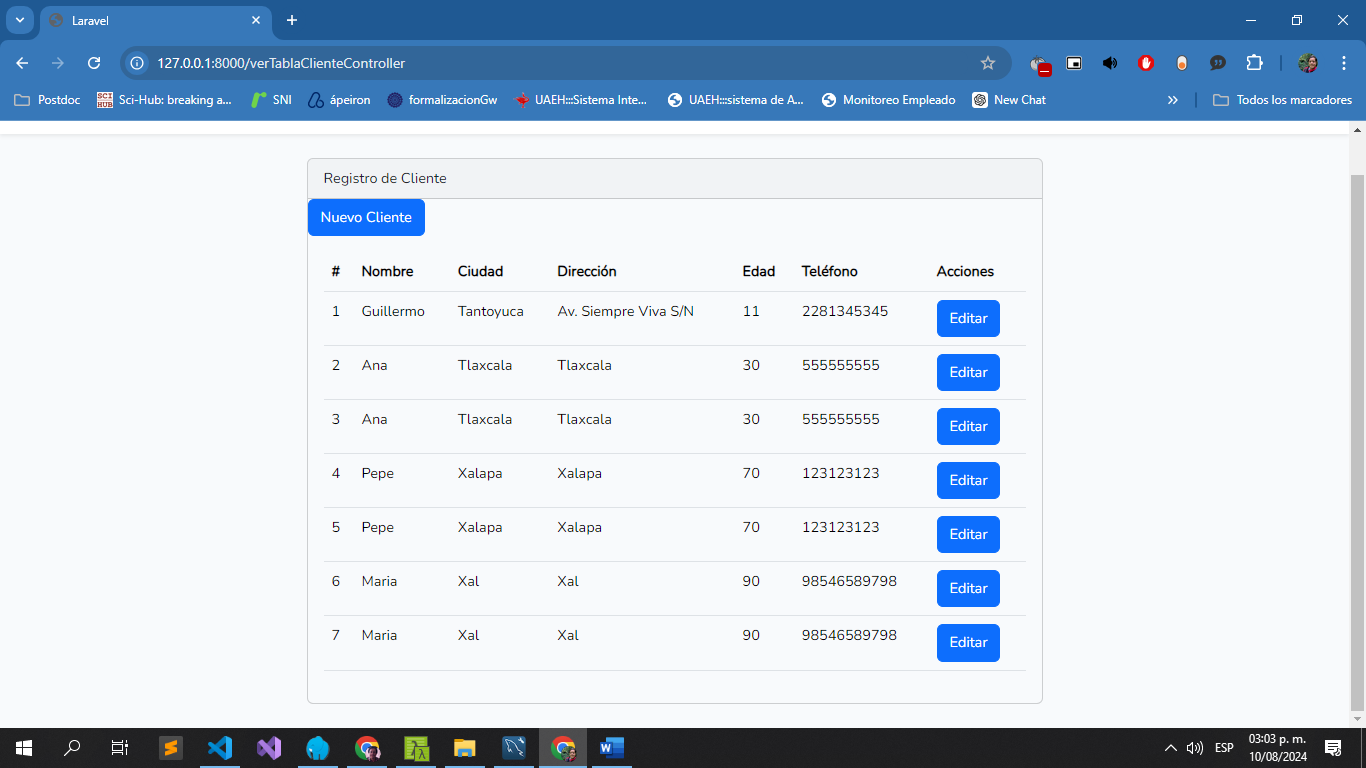 Laravel
127.0.0.1:8000/verTablaClienteController
Postdoc SCI HUB Sci-Hub: breaking a... SNI ápeiron formalizacionGw UAEH:::Sistema Inte... UAEH:::sistema de A... Monitoreo Empleado New Chat » Todos los marcadores
Registro de Cliente
Nuevo Cliente
# Nombre Ciudad Dirección Edad Teléfono Acciones
1 Guillermo Tantoyuca Av. Siempre Viva S/N 11 2281345345 Editar
2 Ana Tlaxcala Tlaxcala 30 555555555 Editar
3 Ana Tlaxcala Tlaxcala 30 555555555 Editar
4 Pepe Xalapa Xalapa 70 123123123 Editar
5 Pepe Xalapa Xalapa 70 123123123 Editar
6 Maria Xal Xal 90 98546589798 Editar
7 Maria Xal Xal 90 98546589798 Editar
ESP 03:03 p. m.
10/08/2024